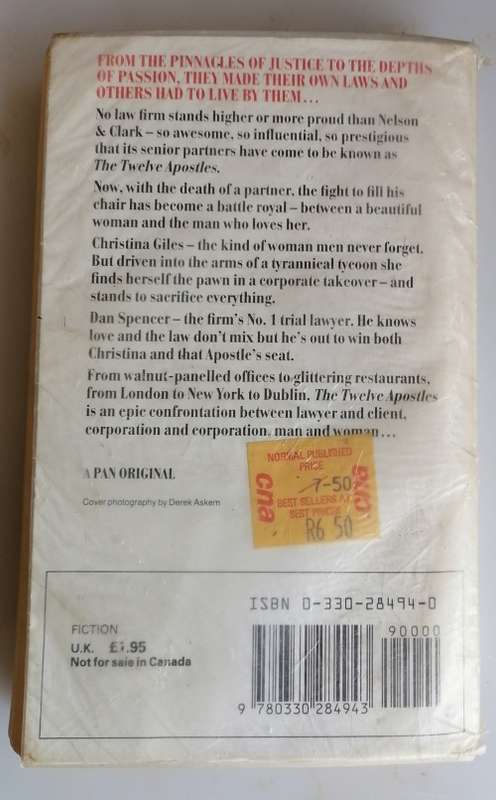 FROM THE PINNACLES OF JUSTICE TO THE DEPTHS
OF PASSION, THEY MADE THEIR OWN LAWS AND
OTHERS HAD TO LIVE BY THEM...
No law firm stands higher or more proud than Nelson
& Clark – so awesome, so influential, so prestigious
that its senior partners have come to be known as
The Twelve Apostles.
Now, with the death of a partner, the fight to fill his
chair has become a battle royal – between a beautiful
woman and the man who loves her.
Christina Giles – the kind of woman men never forget.
But driven into the arms of a tyrannical tycoon she
finds herself the pawn in a corporate takeover – and
stands to sacrifice everything.
Dan Spencer – the firm's No. 1 trial lawyer. He knows
love and the law don't mix but he's out to win both
Christina and that Apostle's seat.
From walnut-panelled offices to glittering restaurants,
from London to New York to Dublin, The Twelve Apostles
is an epic confrontation between lawyer and client,
corporation and corporation, man and woman...
A PAN ORIGINAL
Cover photography by Derek Askem
NORMAL PUBLISHED
PRICE
7-50
BEST SELLERS AT
BEST PRICES
R6 50
cna
cna
ISBN 0-330-28494-0
FICTION
U.K. £1.95
Not for sale in Canada
90000
9 780330 284943